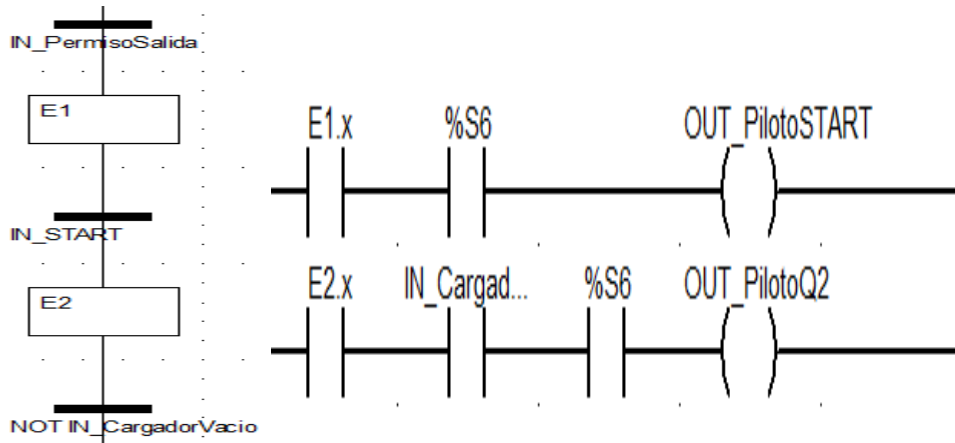 IN_PermisoSalida
E1
IN_START
E2
NOT IN_CargadorVacio
E1.x %S6 OUT_PilotoSTART
E2.x IN_Cargad... %S6 OUT_PilotoQ2